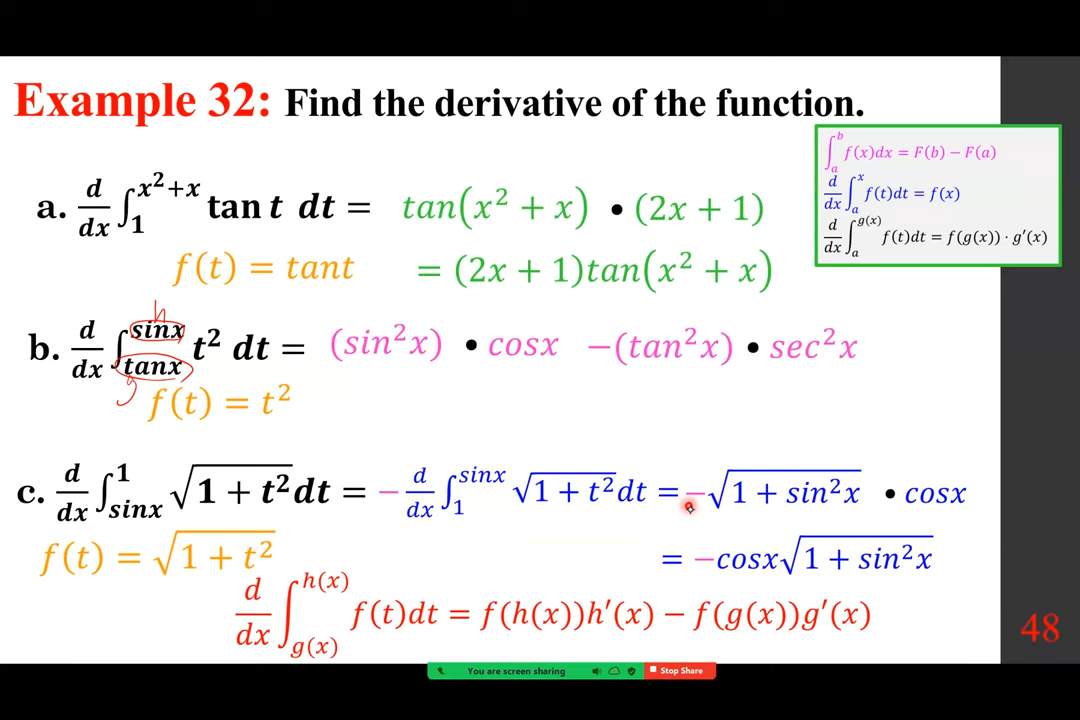 Example 32: Find the derivative of the function.
∫_a^b f(x)dx = F(b) − F(a)
d/dx ∫_a^x f(t)dt = f(x)
d/dx ∫_a^{g(x)} f(t)dt = f(g(x)) · g′(x)
a. d/dx ∫_1^{x²+x} tan t dt = tan(x² + x) • (2x + 1)
f(t) = tant = (2x + 1)tan(x² + x)
h
b. d/dx ∫_{tanx}^{sinx} t² dt = (sin²x) • cosx −(tan²x) • sec²x
g
f(t) = t²
c. d/dx ∫_{sinx}^1 √(1 + t²)dt = − d/dx ∫_1^{sinx} √(1 + t²)dt = −√(1 + sin²x) • cosx
f(t) = √(1 + t²) = −cosx√(1 + sin²x)
d/dx ∫_{g(x)}^{h(x)} f(t)dt = f(h(x))h′(x) − f(g(x))g′(x)
48
You are screen sharing Stop Share